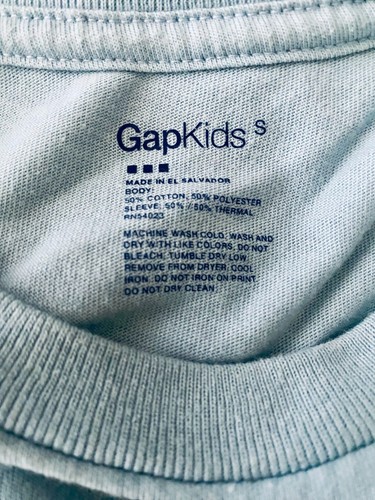 GapKids S
MADE IN EL SALVADOR
BODY:
50% COTTON, 50% POLYESTER
SLEEVE: 50% / 50% THERMAL
RN54023
MACHINE WASH COLD, WASH AND
DRY WITH LIKE COLORS, DO NOT
BLEACH, TUMBLE DRY LOW,
REMOVE FROM DRYER, COOL
IRON, DO NOT IRON ON PRINT,
DO NOT DRY CLEAN.